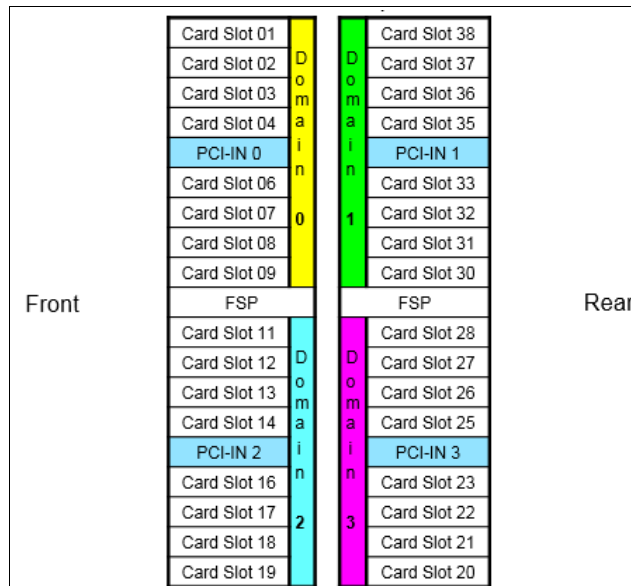 Card Slot 01
Card Slot 02
Card Slot 03
Card Slot 04
PCI-IN 0
Card Slot 06
Card Slot 07
Card Slot 08
Card Slot 09
FSP
Card Slot 11
Card Slot 12
Card Slot 13
Card Slot 14
PCI-IN 2
Card Slot 16
Card Slot 17
Card Slot 18
Card Slot 19
Domain 0
Domain 2
Domain 1
Domain 3
Card Slot 38
Card Slot 37
Card Slot 36
Card Slot 35
PCI-IN 1
Card Slot 33
Card Slot 32
Card Slot 31
Card Slot 30
FSP
Card Slot 28
Card Slot 27
Card Slot 26
Card Slot 25
PCI-IN 3
Card Slot 23
Card Slot 22
Card Slot 21
Card Slot 20
Front
Rear